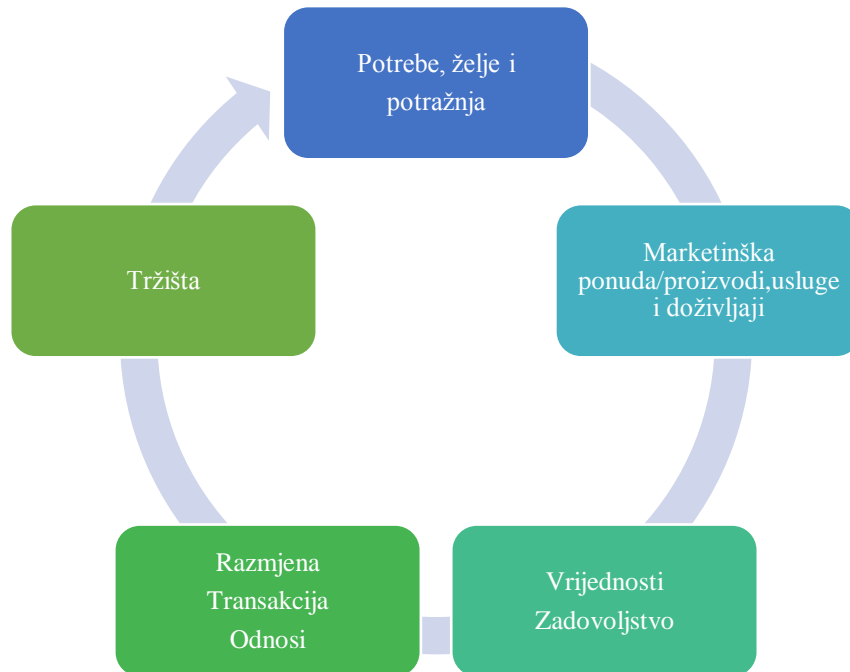 Potrebe, želje i
potražnja
Marketinška
ponuda/proizvodi,usluge
i doživljaji
Vrijednosti
Zadovoljstvo
Razmjena
Transakcija
Odnosi
Tržišta